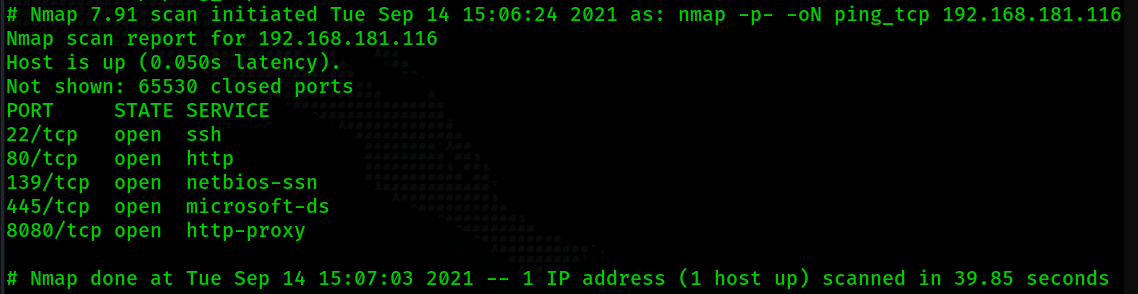 # Nmap 7.91 scan initiated Tue Sep 14 15:06:24 2021 as: nmap -p- -oN ping_tcp 192.168.181.116
Nmap scan report for 192.168.181.116
Host is up (0.050s latency).
Not shown: 65530 closed ports
PORT     STATE SERVICE
22/tcp   open  ssh
80/tcp   open  http
139/tcp  open  netbios-ssn
445/tcp  open  microsoft-ds
8080/tcp open  http-proxy
# Nmap done at Tue Sep 14 15:07:03 2021 -- 1 IP address (1 host up) scanned in 39.85 seconds